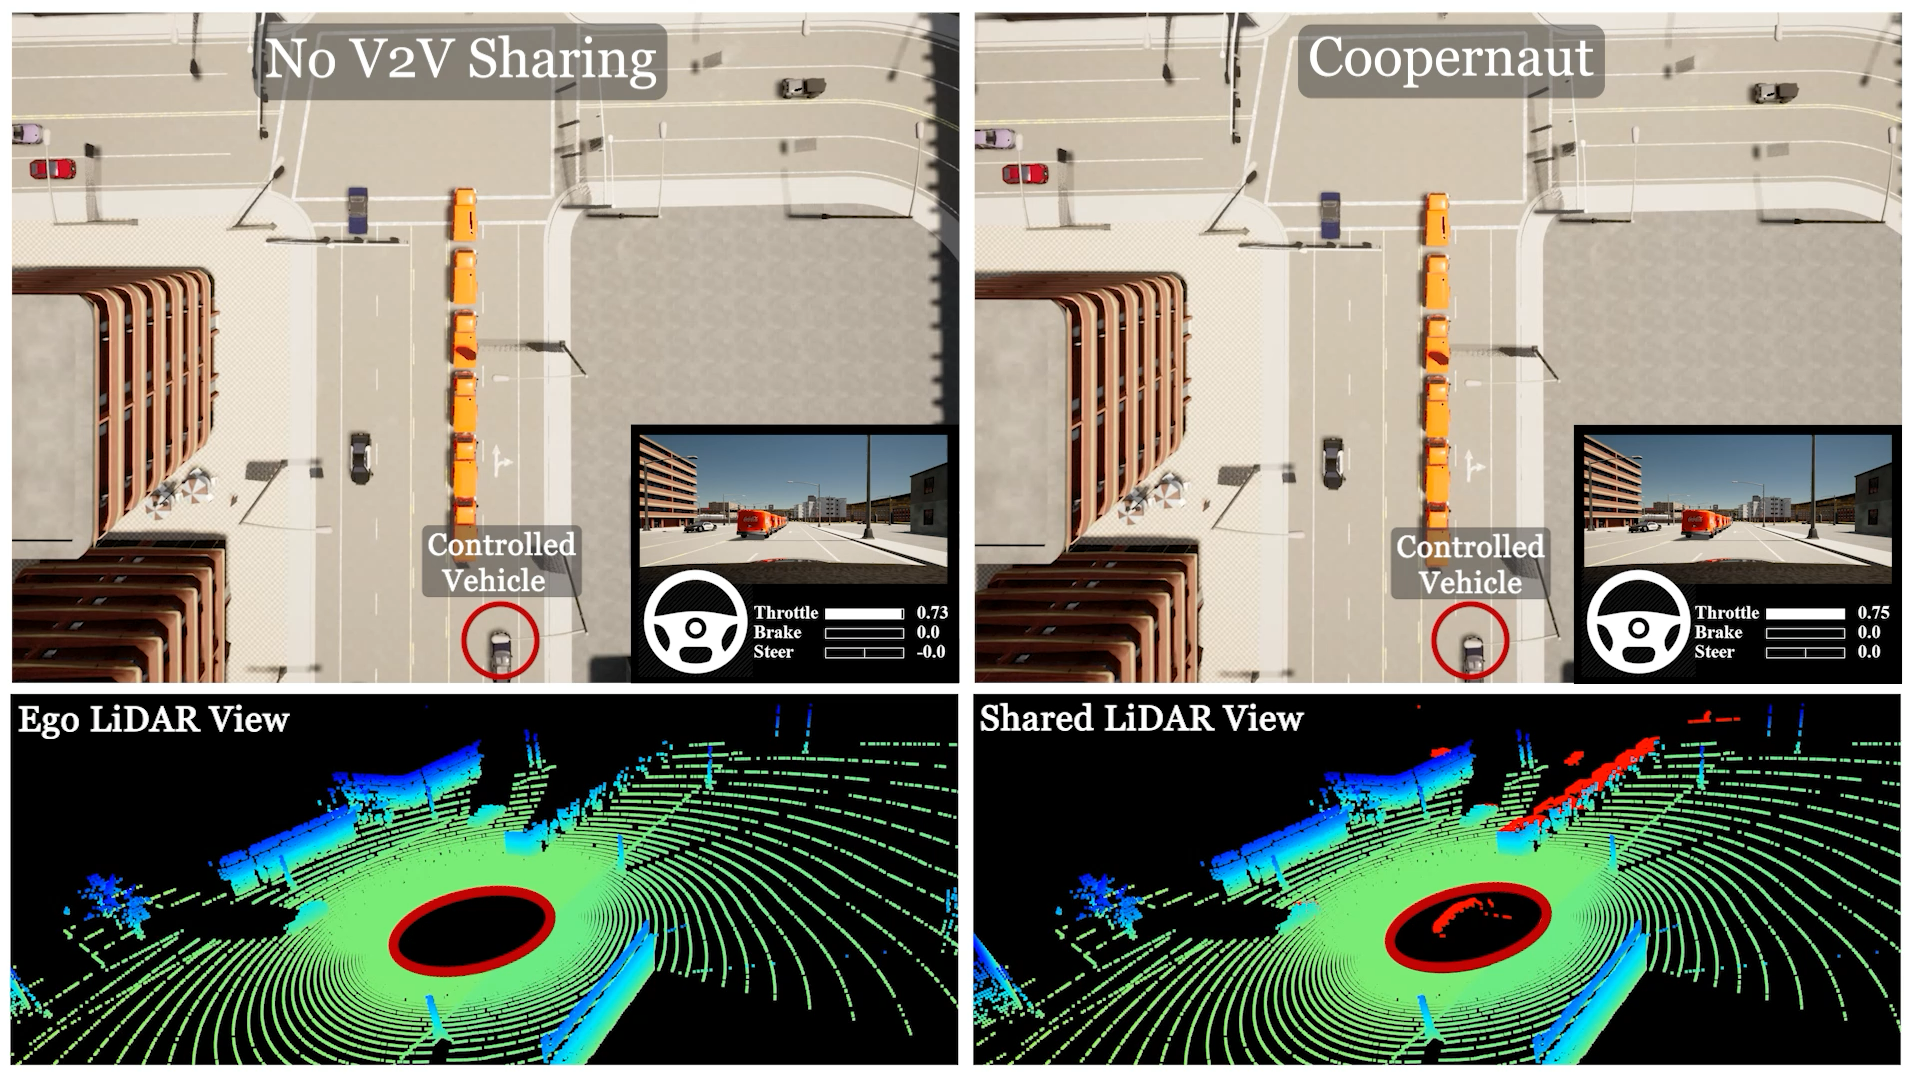 No V2V Sharing
Controlled
Vehicle
Throttle 0.73
Brake 0.0
Steer -0.0
Coopernaut
Controlled
Vehicle
Throttle 0.75
Brake 0.0
Steer 0.0
Ego LiDAR View
Shared LiDAR View